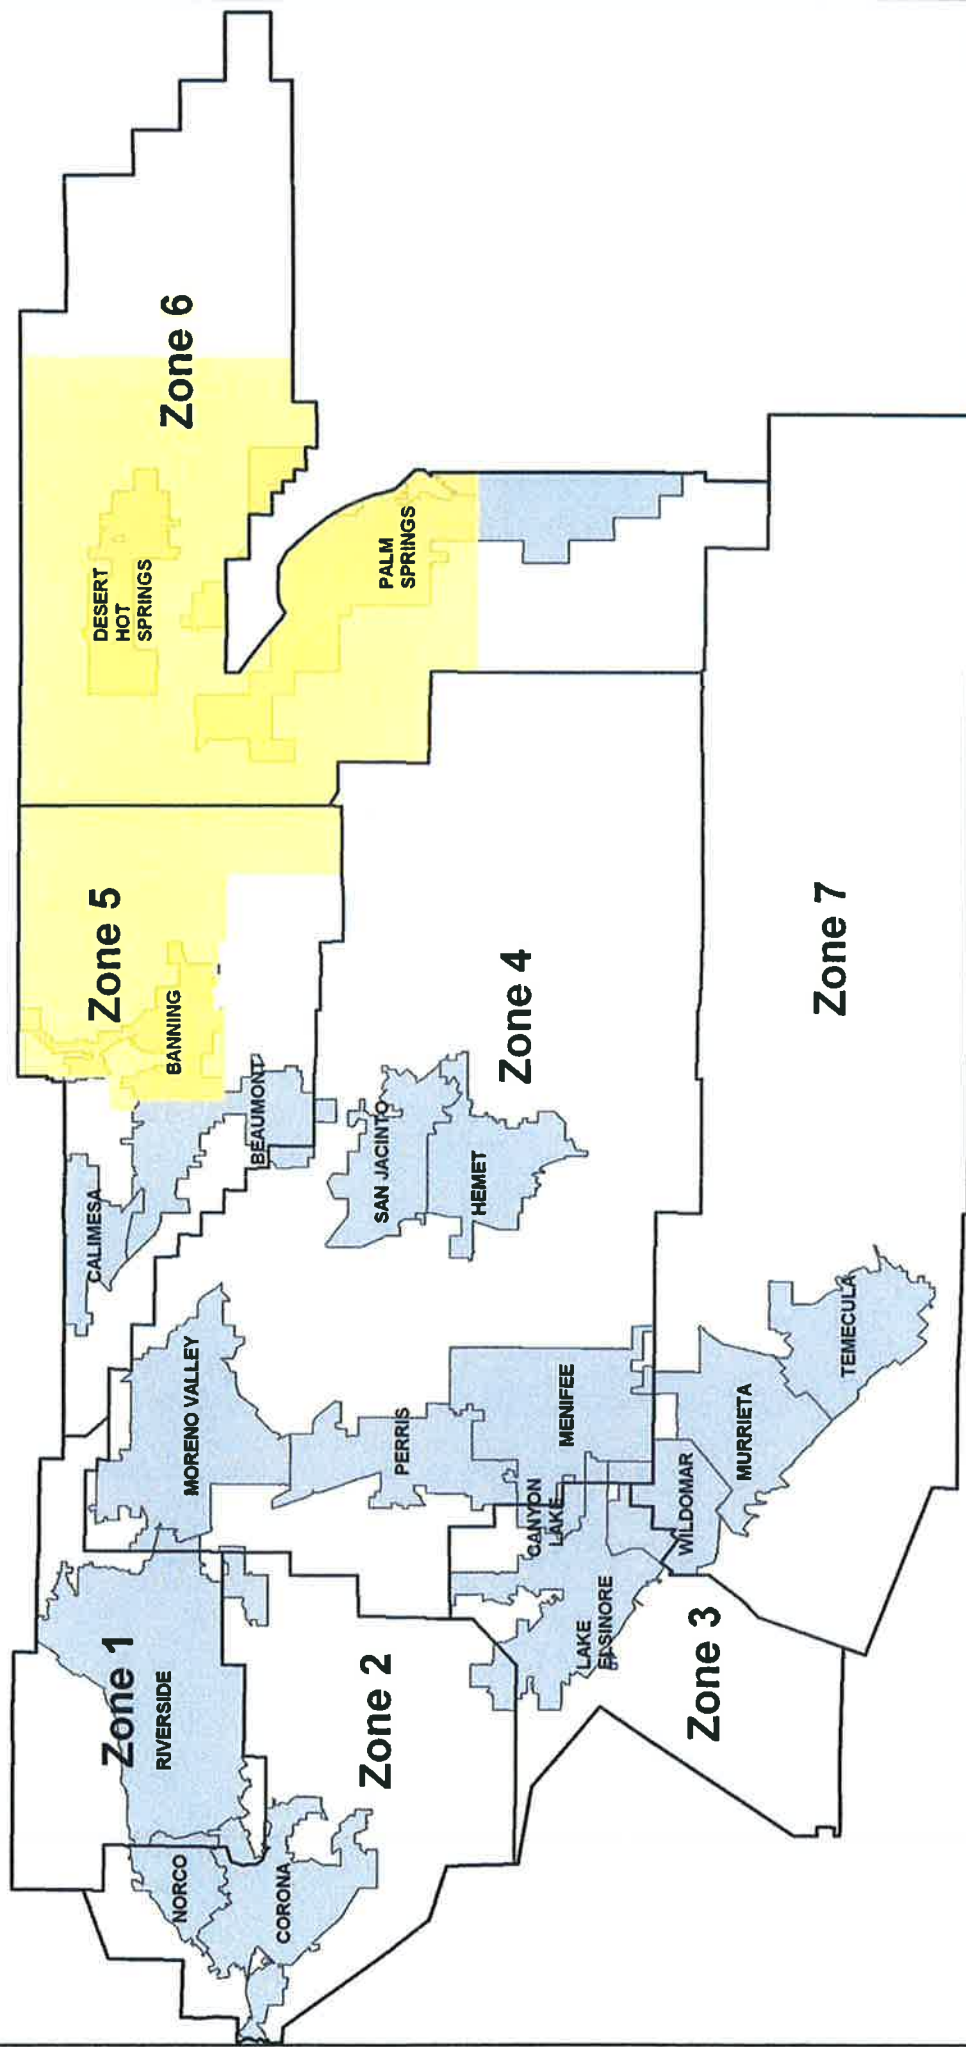 Zone 1
RIVERSIDE
NORCO
CORONA
Zone 2
MORENO VALLEY
PERRIS
CALIMESA
BEAUMONT
BANNING
Zone 5
DESERT
HOT
SPRINGS
Zone 6
PALM
SPRINGS
SAN JACINTO
HEMET
Zone 4
MENIFEE
CANYON
LAKE
LAKE
ELSINORE
WILDOMAR
MURRIETA
TEMECULA
Zone 3
Zone 7